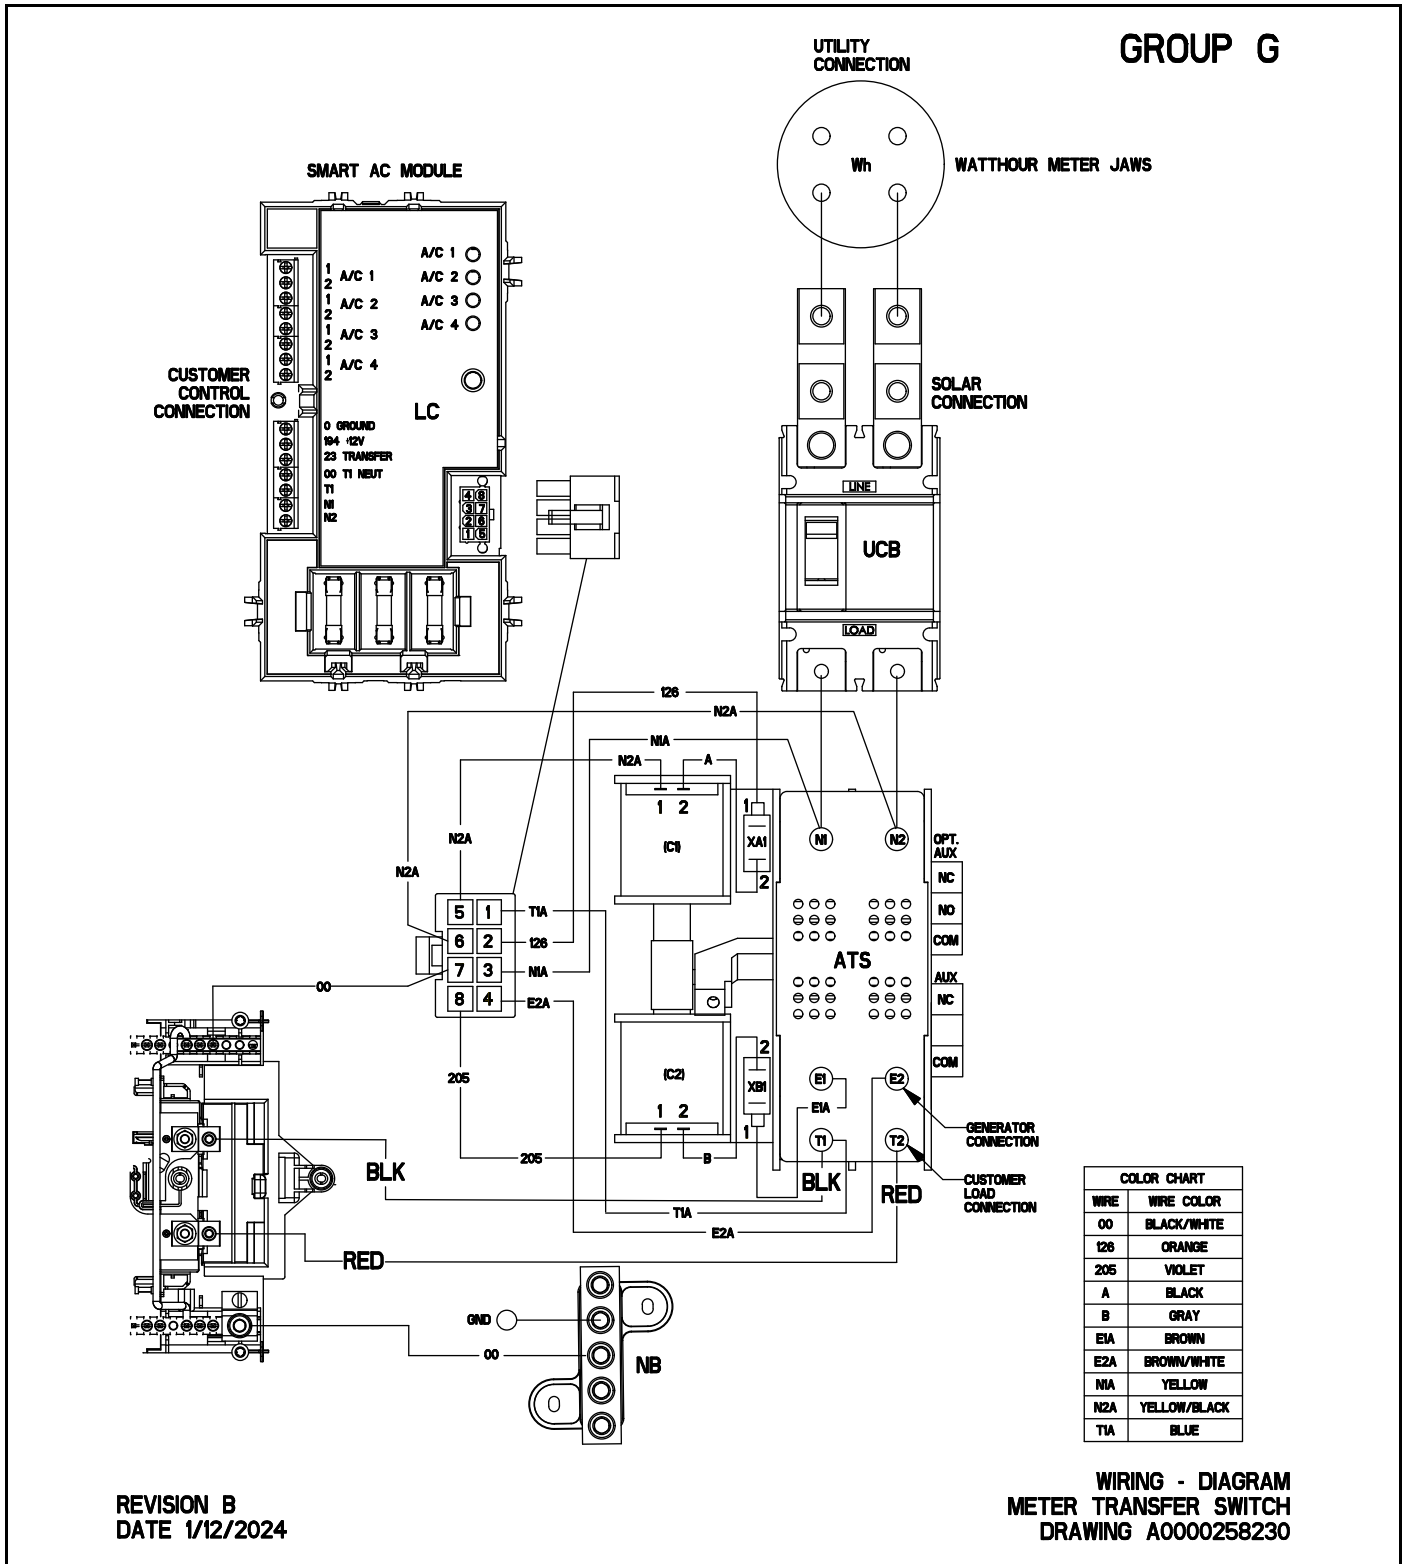 GROUP G
UTILITY
CONNECTION
Wh
WATTHOUR METER JAWS
SMART AC MODULE
A/C 1
A/C 2
A/C 3
A/C 4
1
2
A/C 1
1
2
A/C 2
1
2
A/C 3
1
2
A/C 4
CUSTOMER
CONTROL
CONNECTION
LC
0 GROUND
194 +12V
23 TRANSFER
00 T1 NEUT
T1
N1
N2
4 8
3 7
2 6
1 5
SOLAR
CONNECTION
LINE
UCB
LOAD
126
N2A
N1A
N2A
A
1 2
(C1)
1
XA1
2
N1
N2
OPT.
AUX
NC
NO
COM
ATS
AUX
NC
COM
N2A
N2A
5 1
6 2
7 3
8 4
T1A
126
N1A
E2A
00
205
205
(C2)
1 2
B
2
XB1
1
E1
E2
E1A
T1
T2
GENERATOR
CONNECTION
CUSTOMER
LOAD
CONNECTION
BLK
BLK
RED
T1A
E2A
RED
GND
00
NB
COLOR CHART
WIRE WIRE COLOR
00 BLACK/WHITE
126 ORANGE
205 VIOLET
A BLACK
B GRAY
E1A BROWN
E2A BROWN/WHITE
N1A YELLOW
N2A YELLOW/BLACK
T1A BLUE
REVISION B
DATE 1/12/2024
WIRING - DIAGRAM
METER TRANSFER SWITCH
DRAWING A0000258230